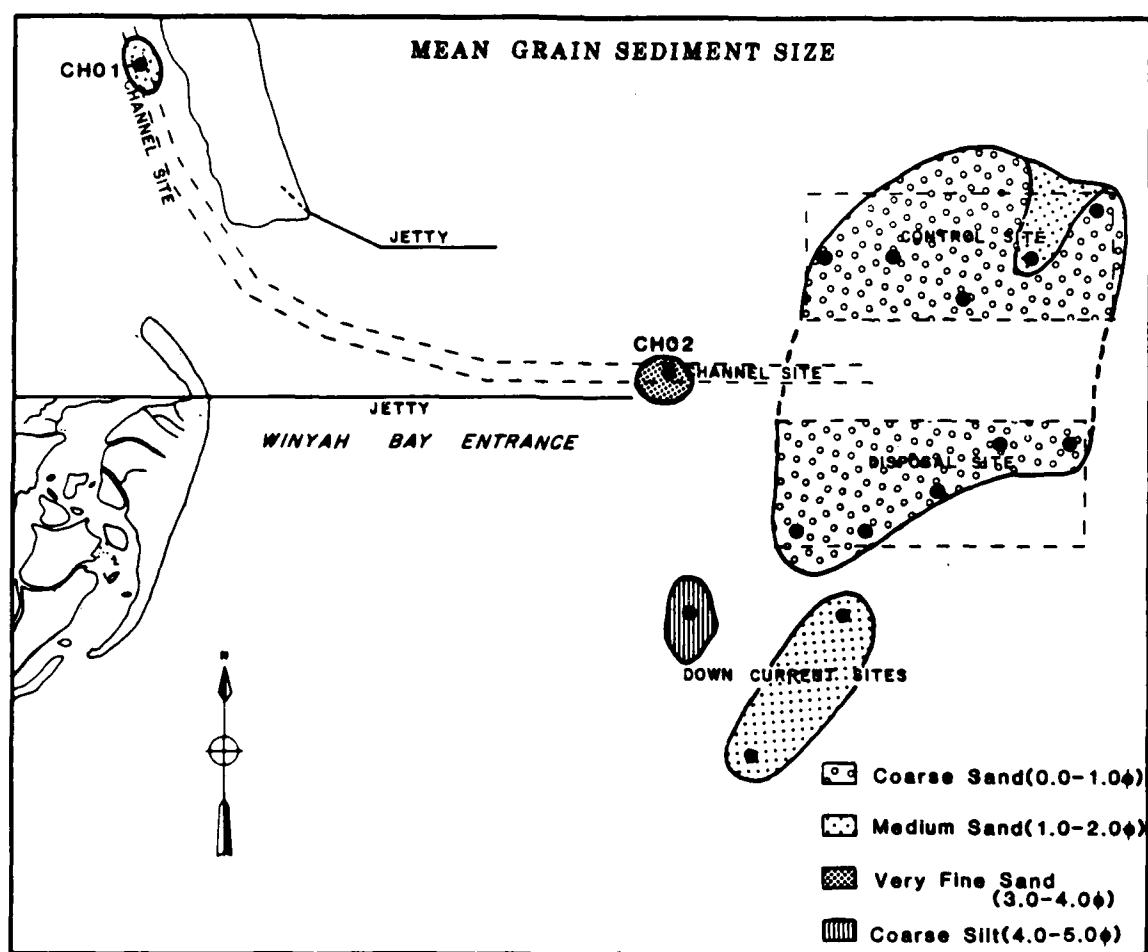 MEAN GRAIN SEDIMENT SIZE
CH01
CHANNEL SITE
JETTY
CONTROL SITE
CH02
CHANNEL SITE
JETTY
WINYAH BAY ENTRANCE
DISPOSAL SITE
DOWN CURRENT SITES
N
Coarse Sand(0.0-1.0ϕ)
Medium Sand(1.0-2.0ϕ)
Very Fine Sand
(3.0-4.0ϕ)
Coarse Silt(4.0-5.0ϕ)